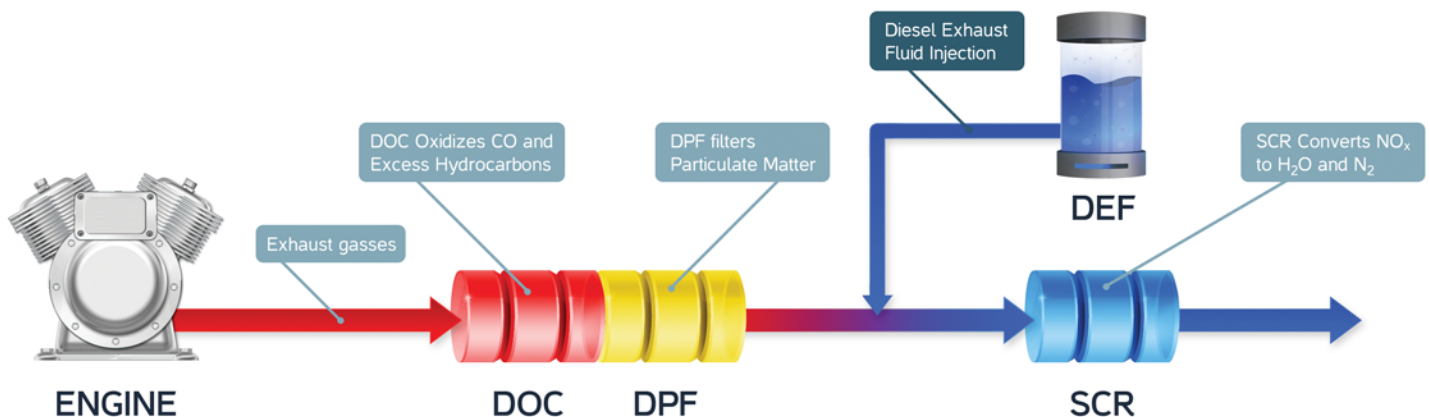 Diesel Exhaust
Fluid Injection
DOC Oxidizes CO and
Excess Hydrocarbons
DPF filters
Particulate Matter
SCR Converts NOₓ
to H₂O and N₂
DEF
Exhaust gasses
ENGINE
DOC
DPF
SCR